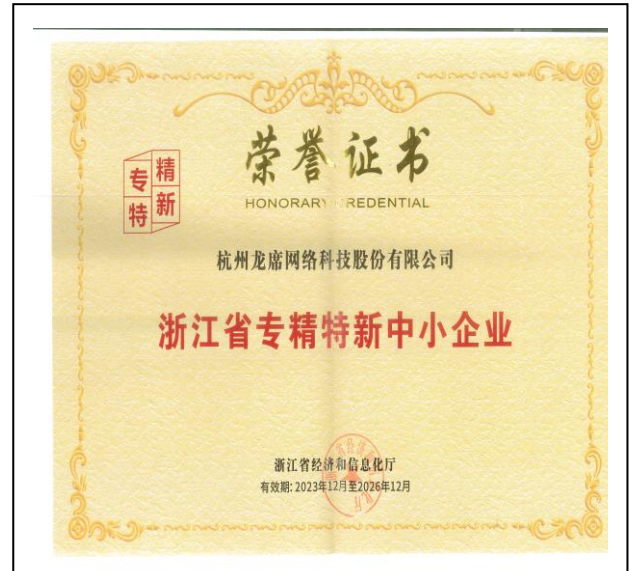 荣誉证书
专精特新
HONORARY CREDENTIAL
杭州龙席网络科技股份有限公司
浙江省专精特新中小企业
浙江省经济和信息化厅
有效期: 2023年12月至2026年12月